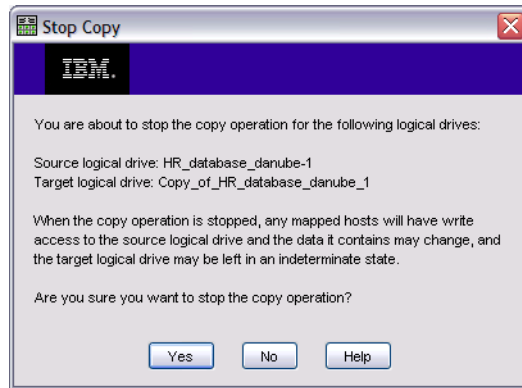 Stop Copy
IBM.
You are about to stop the copy operation for the following logical drives:
Source logical drive: HR_database_danube-1
Target logical drive: Copy_of_HR_database_danube_1
When the copy operation is stopped, any mapped hosts will have write
access to the source logical drive and the data it contains may change, and
the target logical drive may be left in an indeterminate state.
Are you sure you want to stop the copy operation?
Yes No Help